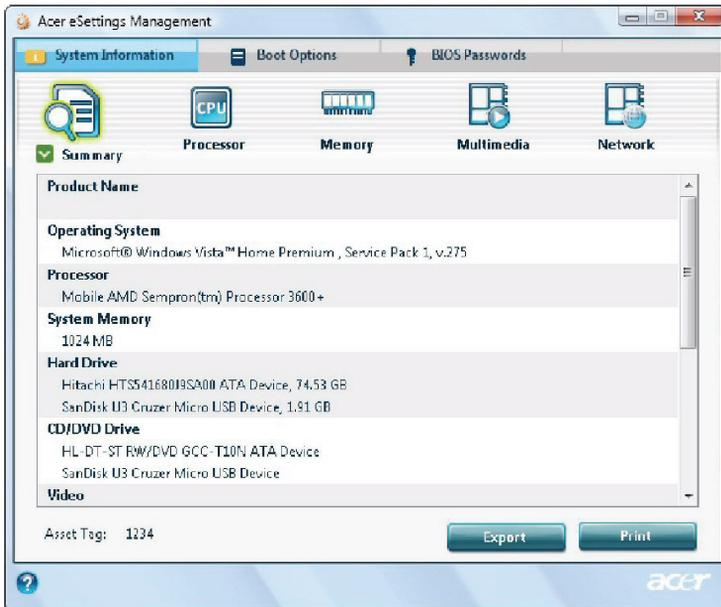 Acer eSettings Management
System Information
Boot Options
BIOS Passwords
CPU
Summary
Processor
Memory
Multimedia
Network
Product Name
Operating System
Microsoft® Windows Vista™ Home Premium , Service Pack 1, v.275
Processor
Mobile AMD Sempron(tm) Processor 3600+
System Memory
1024 MB
Hard Drive
Hitachi HTS541680J9SA00 ATA Device, 74.53 GB
SanDisk U3 Cruzer Micro USB Device, 1.91 GB
CD/DVD Drive
HL-DT-ST RW/DVD GCC-T10N ATA Device
SanDisk U3 Cruzer Micro USB Device
Video
Asset Tag: 1234
Export
Print
?
acer